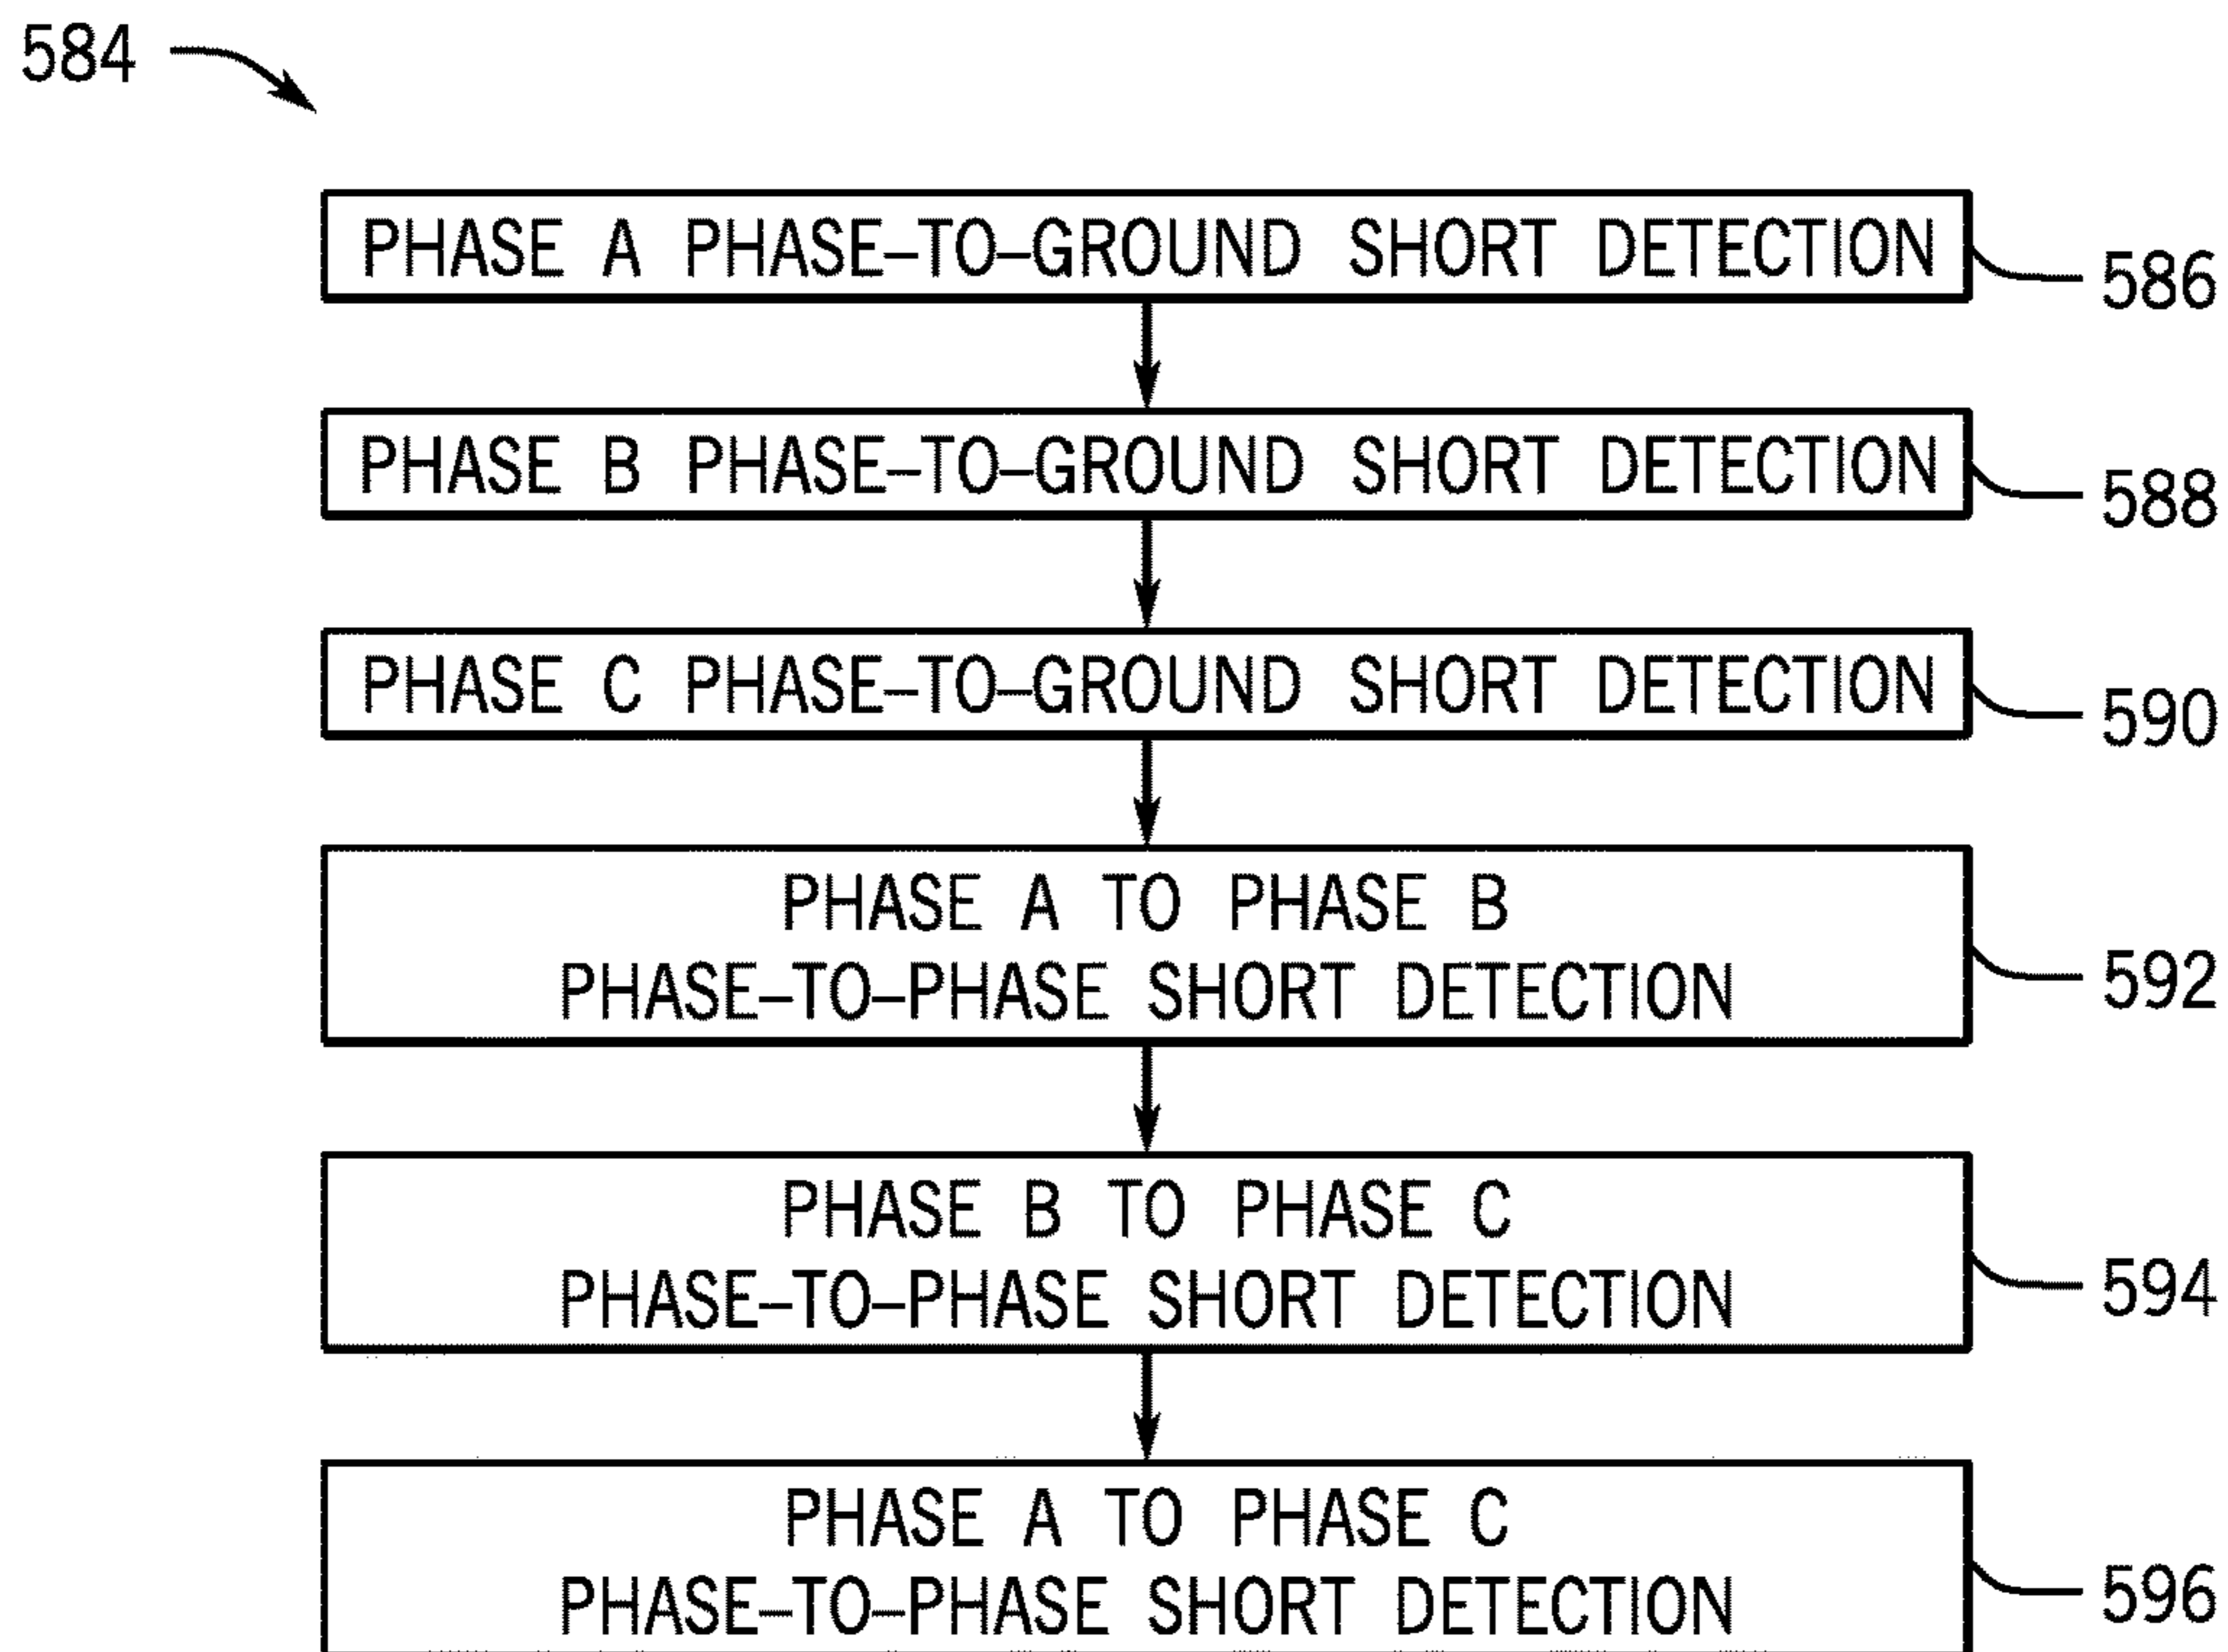 584
PHASE A PHASE–TO–GROUND SHORT DETECTION
586
PHASE B PHASE–TO–GROUND SHORT DETECTION
588
PHASE C PHASE–TO–GROUND SHORT DETECTION
590
PHASE A TO PHASE B
PHASE–TO–PHASE SHORT DETECTION
592
PHASE B TO PHASE C
PHASE–TO–PHASE SHORT DETECTION
594
PHASE A TO PHASE C
PHASE–TO–PHASE SHORT DETECTION
596